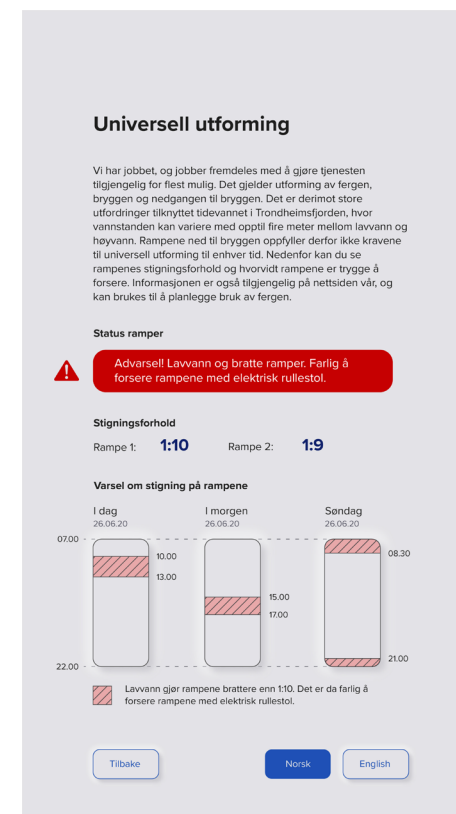 Universell utforming
Vi har jobbet, og jobber fremdeles med å gjøre tjenesten
tilgjengelig for flest mulig. Det gjelder utforming av fergen,
bryggen og nedgangen til bryggen. Det er derimot store
utfordringer tilknyttet tidevannet i Trondheimsfjorden, hvor
vannstanden kan variere med opptil fire meter mellom lavvann og
høyvann. Rampene ned til bryggen oppfyller derfor ikke kravene
til universell utforming til enhver tid. Nedenfor kan du se
rampenes stigningsforhold og hvorvidt rampene er trygge å
forsere. Informasjonen er også tilgjengelig på nettsiden vår, og
kan brukes til å planlegge bruk av fergen.
Status ramper
Advarsel! Lavvann og bratte ramper. Farlig å
forsere rampene med elektrisk rullestol.
Stigningsforhold
Rampe 1: 1:10 Rampe 2: 1:9
Varsel om stigning på rampene
I dag I morgen Søndag
26.06.20 26.06.20 26.06.20
07.00
08.30
10.00
13.00
15.00
17.00
21.00
22.00
Lavvann gjør rampene brattere enn 1:10. Det er da farlig å
forsere rampene med elektrisk rullestol.
Tilbake Norsk English